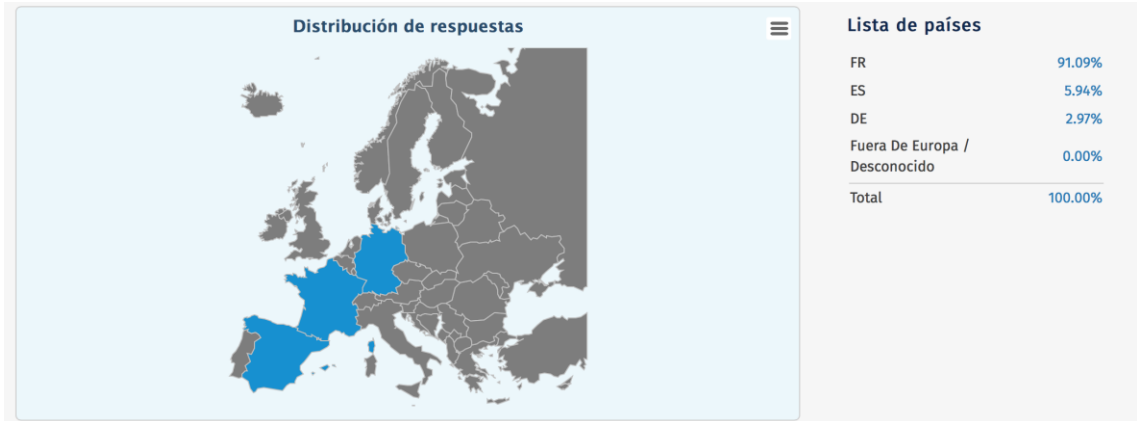 Distribución de respuestas
Lista de países
FR 91.09%
ES 5.94%
DE 2.97%
Fuera De Europa /
Desconocido 0.00%
Total 100.00%